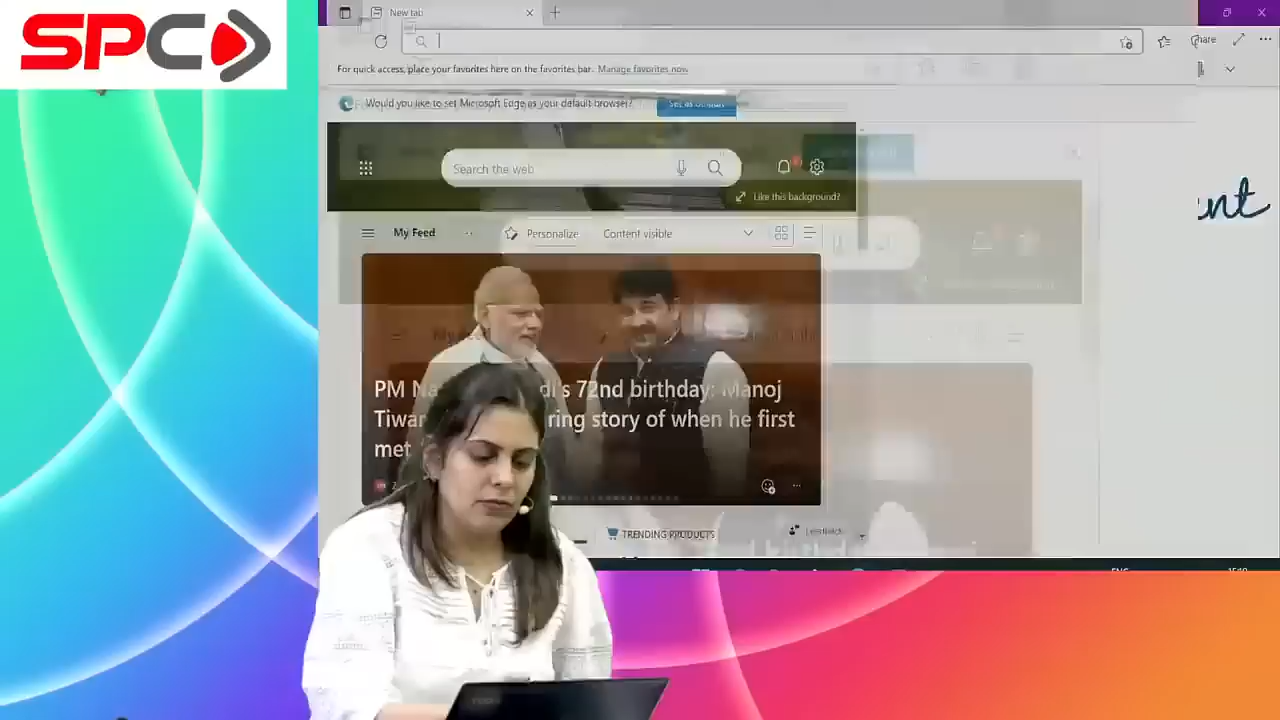 SPC
New tab
Share
For quick access, place your favorites here on the favorites bar. Manage favorites now
Would you like to set Microsoft Edge as your default browser?
Search the web
Like this background?
My Feed
Personalize
Content visible
PM Na di's 72nd birthday: Manoj
Tiwar ring story of when he first
met
TRENDING PRODUCTS
Feedback
ENG